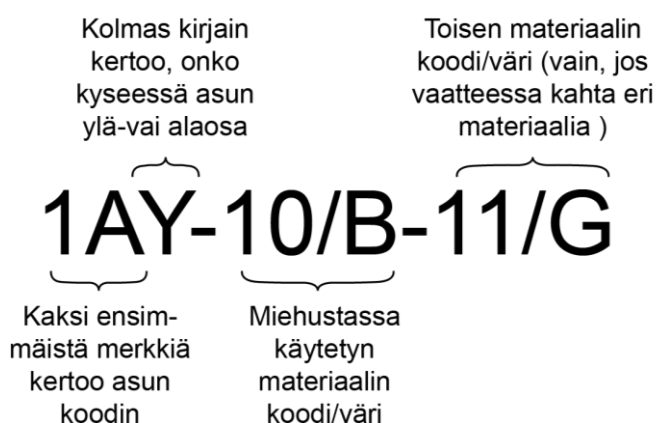 Kolmas kirjain
kertoo, onko
kyseessä asun
ylä-vai alaosa
Toisen materiaalin
koodi/väri (vain, jos
vaatteessa kahta eri
materiaalia )
1AY-10/B-11/G
Kaksi ensim-
mäistä merkkiä
kertoo asun
koodin
Miehustassa
käytetyn
materiaalin
koodi/väri